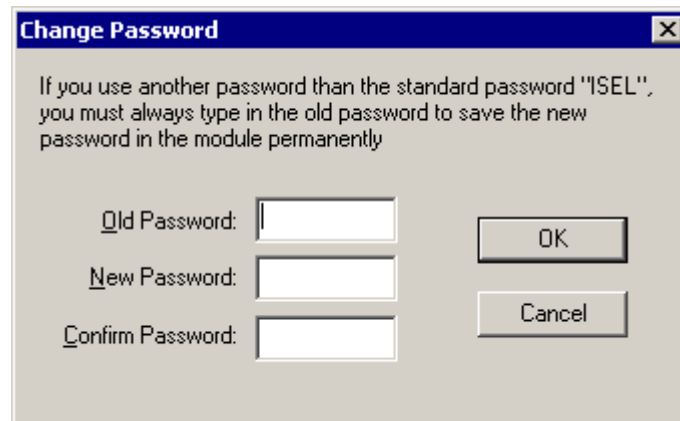 Change Password
If you use another password than the standard password "ISEL",
you must always type in the old password to save the new
password in the module permanently
Old Password:
OK
New Password:
Cancel
Confirm Password: